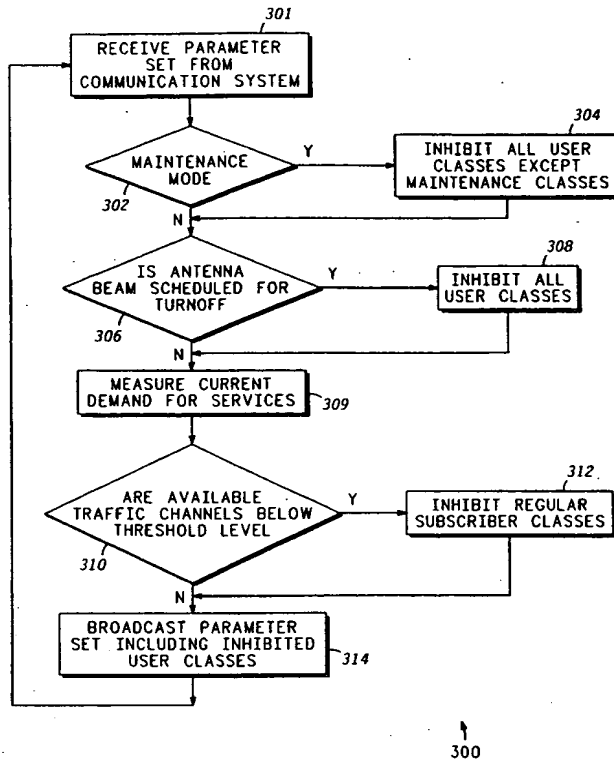 301
RECEIVE PARAMETER
SET FROM
COMMUNICATION SYSTEM
MAINTENANCE
MODE
302
Y
N
304
INHIBIT ALL USER
CLASSES EXCEPT
MAINTENANCE CLASSES
IS ANTENNA
BEAM SCHEDULED FOR
TURNOFF
306
Y
N
308
INHIBIT ALL
USER CLASSES
MEASURE CURRENT
DEMAND FOR SERVICES
309
ARE AVAILABLE
TRAFFIC CHANNELS BELOW
THRESHOLD LEVEL
310
Y
N
312
INHIBIT REGULAR
SUBSCRIBER CLASSES
BROADCAST PARAMETER
SET INCLUDING INHIBITED
USER CLASSES
314
300